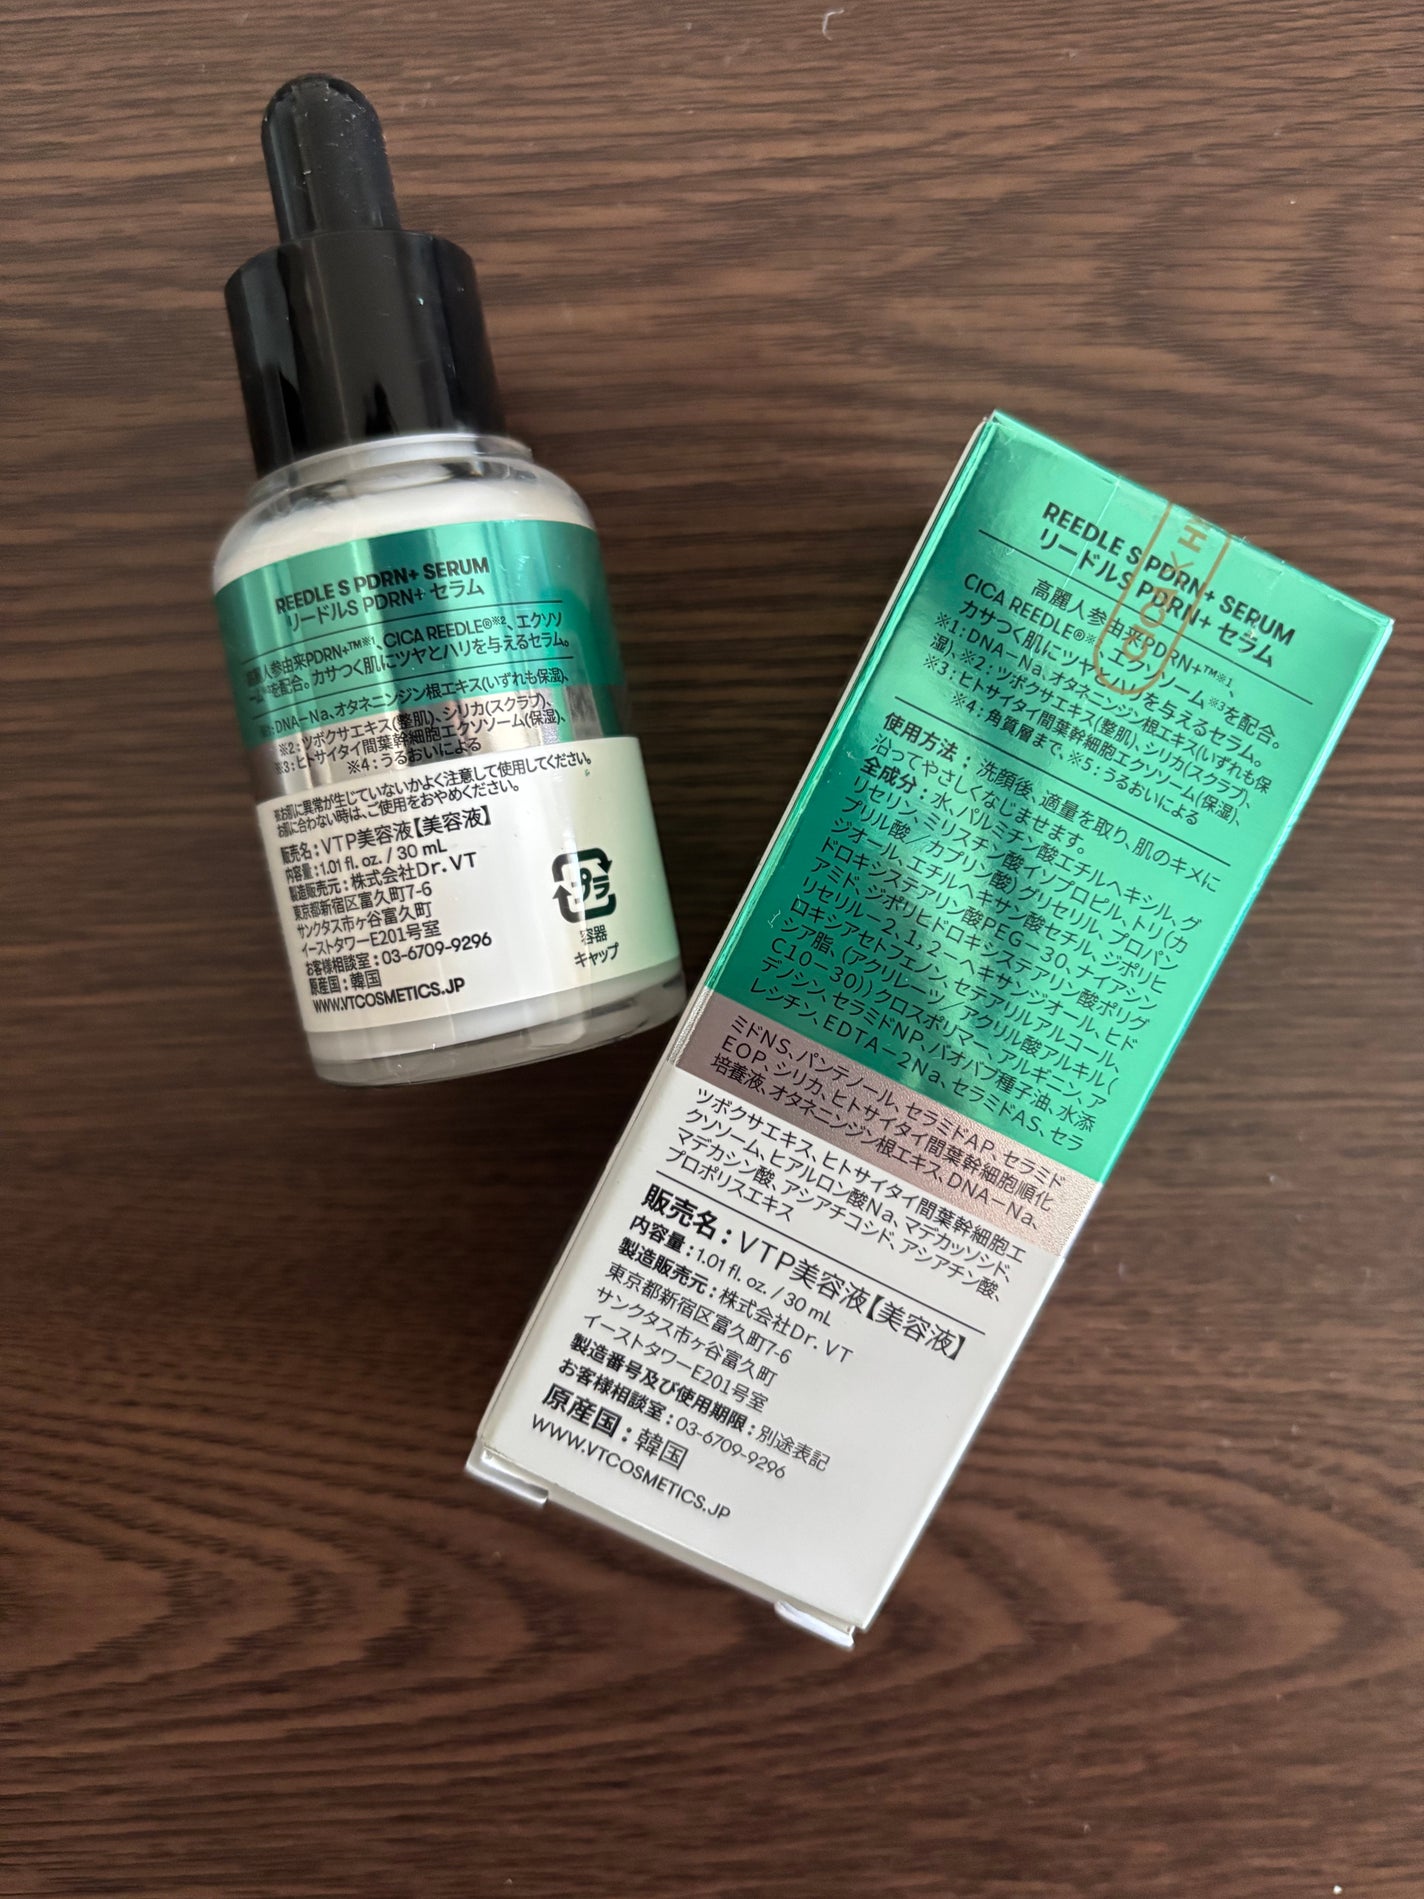 REEDLE S PDRN+ SERUM
リードルS PDRN+ セラム
高麗人参由来PDRN+™※1、CICA REEDLE®※2、エクソソ
を配合。カサつく肌にツヤとハリを与えるセラム。
DNA-Na、オタネニンジン根エキス(いずれも保湿)、
※2:ツボクサエキス(整肌)、シリカ(スクラブ)、
※3:ヒトサイタイ間葉幹細胞エクソソーム(保湿)、
※4:うるおいによる
※お肌に異常が生じていないかよく注意して使用してください。
お肌に合わない時は、ご使用をおやめください。
販売名:VTP美容液【美容液】
内容量:1.01 fl. oz. / 30 mL
製造販売元:株式会社Dr. VT
東京都新宿区富久町7-6
サンクタス市ヶ谷富久町
イーストタワーE201号室
お客様相談室:03-6709-9296
原産国:韓国
WWW.VTCOSMETICS.JP
プラ
容器
キャップ
REEDLE S PDRN+ SERUM
リードルS PDRN+ セラム
高麗人参由来PDRN+™※1、
CICA REEDLE®※ エクソソーム※3を配合。
カサつく肌にツヤとハリを与えるセラム。
※1:DNA-Na、オタネニンジン根エキス(いずれも保
湿)、※2:ツボクサエキス(整肌)、シリカ(スクラブ)、
※3:ヒトサイタイ間葉幹細胞エクソソーム(保湿)、
※4:角質層まで、※5:うるおいによる
使用方法:洗顔後、適量を取り、肌のキメに
沿ってやさしくなじませます。
全成分:水、パルミチン酸エチルヘキシル、グ
リセリン、ミリスチン酸イソプロピル、トリ(カ
プリル酸/カプリン酸)グリセリル、プロパン
ジオール、エチルヘキサン酸セチル、ジポリヒ
ドロキシステアリン酸PEG-30、ナイアシン
アミド、ジポリヒドロキシステアリン酸ポリグ
リセリル-2、1,2-ヘキサンジオール、ヒド
ロキシアセトフェノン、セテアリルアルコール、
シア脂、(アクリレーツ/アクリル酸アルキル(
C10-30))クロスポリマー、アルギニン、ア
デノシン、セラミドNP、バオバブ種子油、水添
レシチン、EDTA-2Na、セラミドAS、セラ
ミドNS、パンテノール、セラミドAP、セラミド
EOP、シリカ、ヒトサイタイ間葉幹細胞順化
培養液、オタネニンジン根エキス、DNA-Na、
ツボクサエキス、ヒトサイタイ間葉幹細胞エ
クソソーム、ヒアルロン酸Na、マデカッソシド、
マデカシン酸、アシアチコシド、アシアチン酸、
プロポリスエキス
販売名:VTP美容液【美容液】
内容量:1.01 fl. oz. / 30 mL
製造販売元:株式会社Dr. VT
東京都新宿区富久町7-6
サンクタス市ヶ谷富久町
イーストタワーE201号室
製造番号及び使用期限:別途表記
お客様相談室:03-6709-9296
原産国:韓国
WWW.VTCOSMETICS.JP